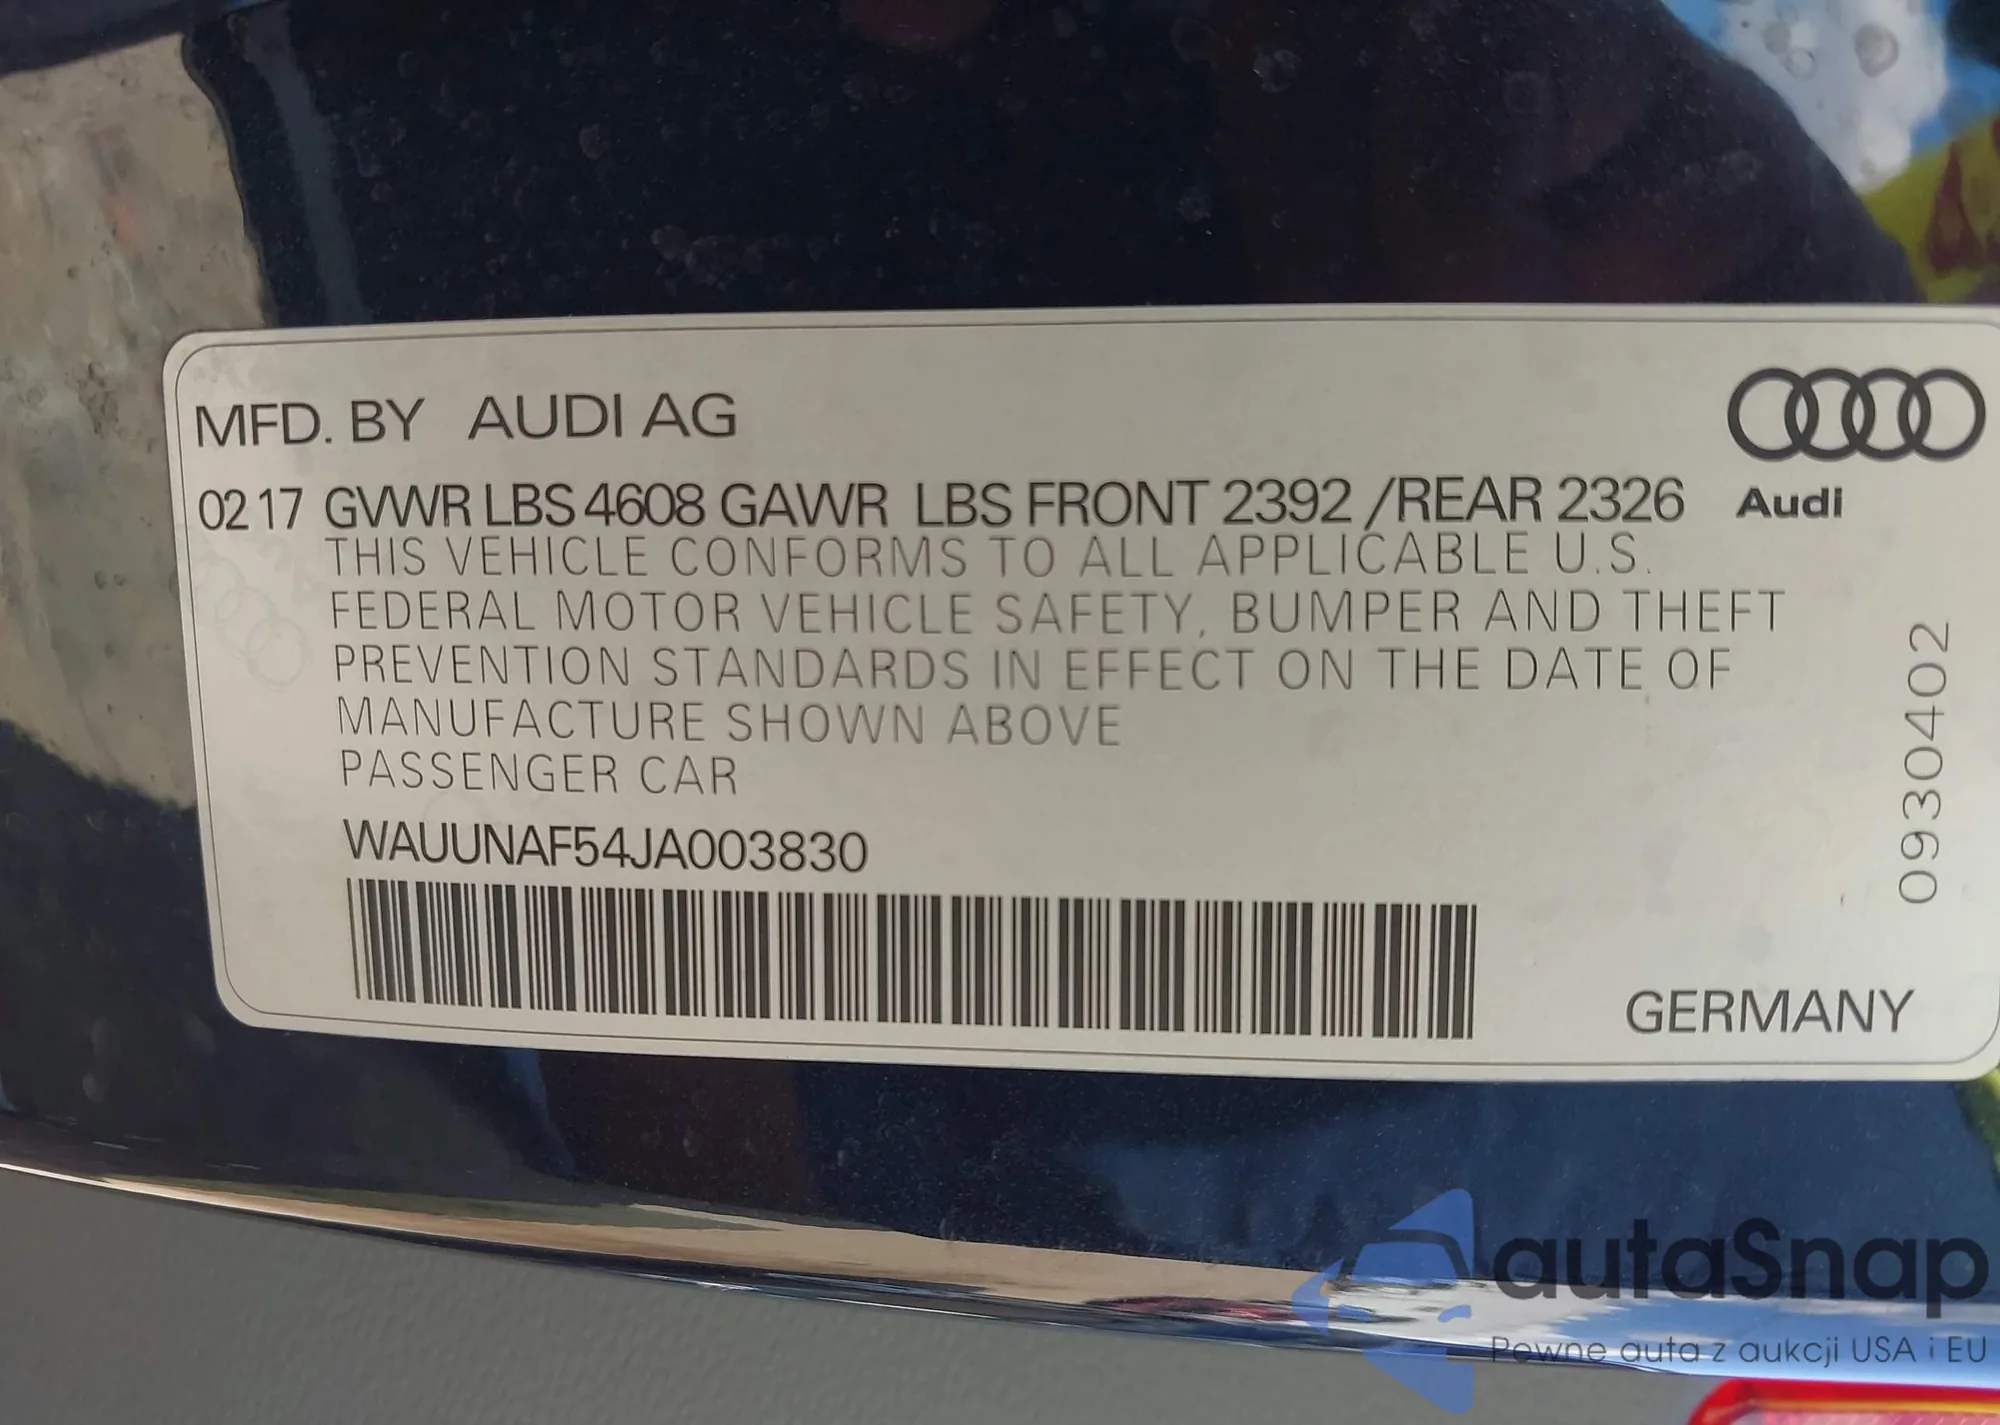 MFD. BY AUDI AG
02 17 GVWR LBS 4608 GAWR LBS FRONT 2392 /REAR 2326
Audi
THIS VEHICLE CONFORMS TO ALL APPLICABLE U.S.
FEDERAL MOTOR VEHICLE SAFETY, BUMPER AND THEFT
PREVENTION STANDARDS IN EFFECT ON THE DATE OF
MANUFACTURE SHOWN ABOVE
PASSENGER CAR
WAUUNAF54JA003830
0930402
GERMANY
autaSnap
Pewne auta z aukcji USA i EU